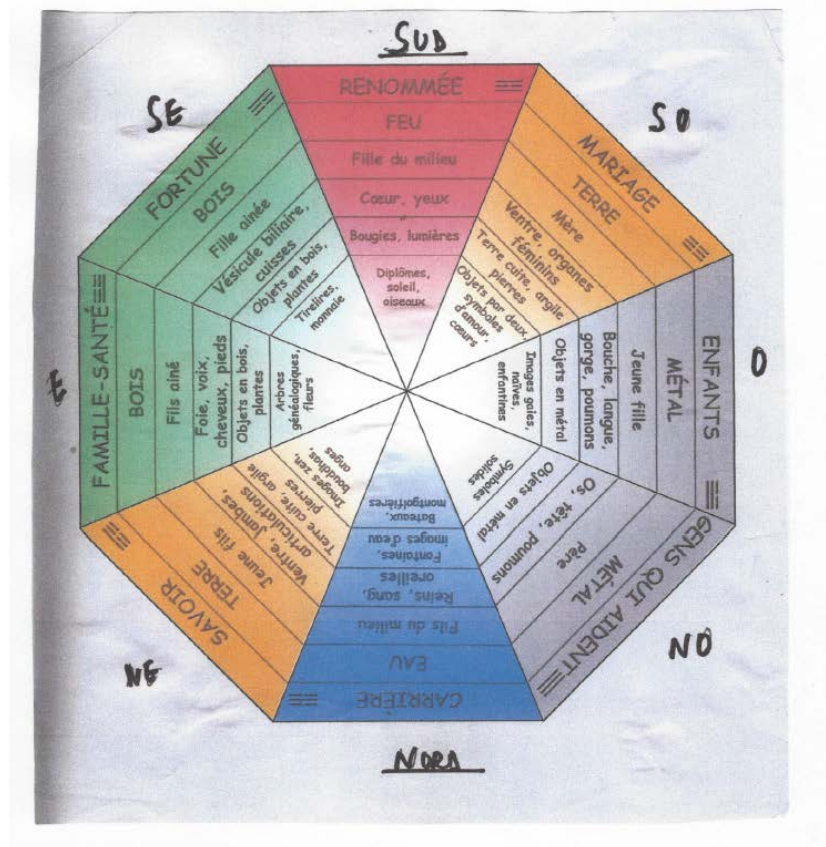 SUD
SE
SO
E
O
NE
NO
NORD
RENOMMÉE
FEU
Fille du milieu
Cœur, yeux
Bougies, lumières
Diplômes,
soleil,
oiseaux
MARIAGE
TERRE
Mère
Ventre, organes
féminins
Terre cuite, argile
pierres
Objets par deux,
symboles
d'amour,
cœurs
ENFANTS
MÉTAL
Jeune fille
Bouche, langue,
gorge, poumons
Objets en métal
Images gaies,
naïves,
enfantines
GENS QUI AIDENT
MÉTAL
Père
Os, tête, poumons
Objets en métal
Symboles
solides
CARRIÈRE
EAU
Fils du milieu
Reins, sang,
oreilles
Fontaines,
images d'eau
Bateaux,
montgolfières
SAVOIR
TERRE
Jeune fils
Ventre, jambes,
articulations
Terre cuite, argile
pierres
Images zen,
bouddhas,
anges
FAMILLE-SANTÉ
BOIS
Fils ainé
Foie, voix,
cheveux, pieds
Objets en bois,
plantes
Arbres
généalogiques,
fleurs
FORTUNE
BOIS
Fille ainée
Vésicule biliaire,
cuisses
Objets en bois,
plantes
Tirelires,
monnaie